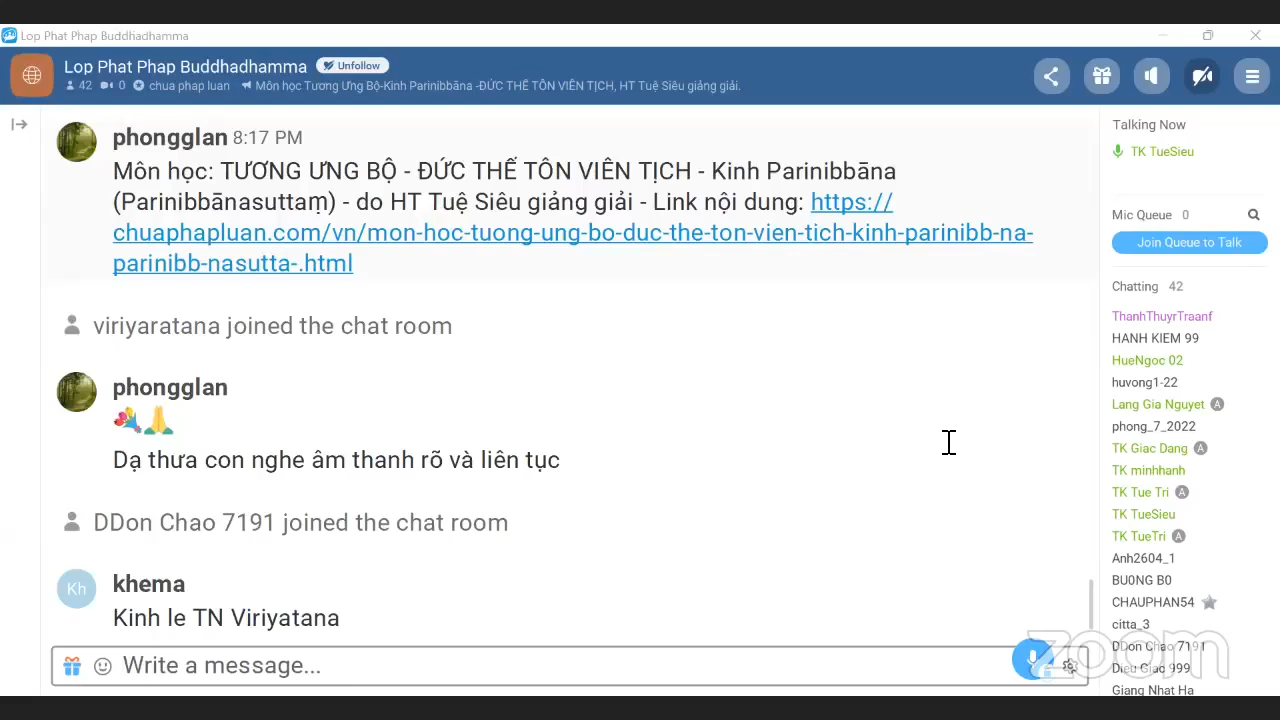 Lop Phat Phap Buddhadhamma
Lop Phat Phap Buddhadhamma Unfollow
42 0 chua phap luan Môn học Tương Ưng Bộ-Kinh Parinibbāna -ĐỨC THẾ TÔN VIÊN TỊCH, HT Tuệ Siêu giảng giải.
phongglan 8:17 PM
Môn học: TƯƠNG ƯNG BỘ - ĐỨC THẾ TÔN VIÊN TỊCH - Kinh Parinibbāna
(Parinibbānasuttaṃ) - do HT Tuệ Siêu giảng giải - Link nội dung: https://
chuaphapluan.com/vn/mon-hoc-tuong-ung-bo-duc-the-ton-vien-tich-kinh-parinibb-na-
parinibb-nasutta-.html
viriyaratana joined the chat room
phongglan
Dạ thưa con nghe âm thanh rõ và liên tục
DDon Chao 7191 joined the chat room
Kh khema
Kinh le TN Viriyatana
Write a message...
Talking Now
TK TueSieu
Mic Queue 0
Join Queue to Talk
Chatting 42
ThanhThuyrTraanf
HANH KIEM 99
HueNgoc 02
huvong1-22
Lang Gia Nguyet A
phong_7_2022
TK Giac Dang A
TK minhhanh
TK Tue Tri A
TK TueSieu
TK TueTri A
Anh2604_1
BU0NG B0
CHAUPHAN54
citta_3
DDon Chao 7191
Dieu Giac 999
Giang Nhat Ha
zoom